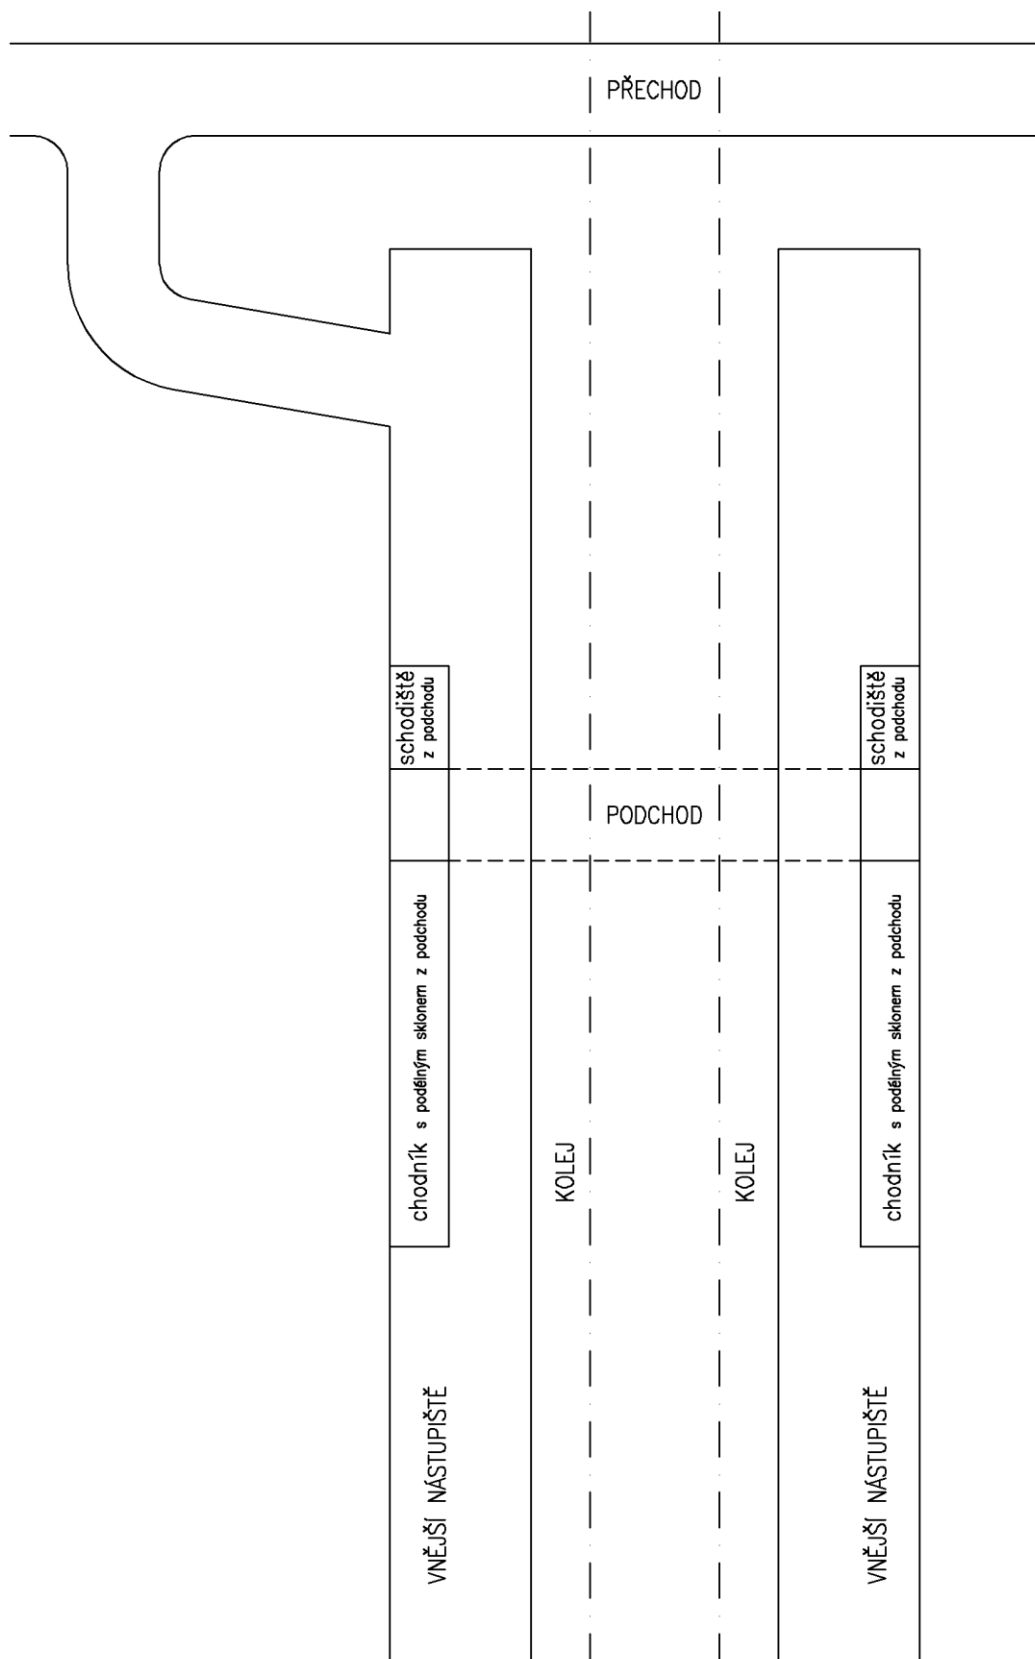 PŘECHOD
schodiště
z podchodu
schodiště
z podchodu
PODCHOD
chodník s podélným sklonem z podchodu
chodník s podélným sklonem z podchodu
KOLEJ
KOLEJ
VNĚJŠÍ NÁSTUPIŠTĚ
VNĚJŠÍ NÁSTUPIŠTĚ